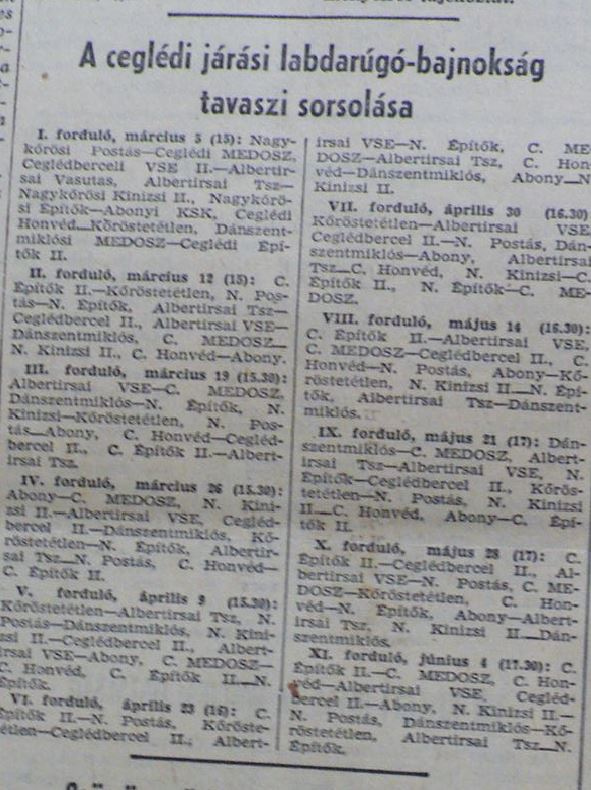 A ceglédi járási labdarúgó-bajnokság
tavaszi sorsolása
I. forduló, március 5 (15): Nagy-
kőrösi Postás—Ceglédi MEDOSZ,
Ceglédberceli VSE II.—Albertir-
sai Vasutas, Albertirsai Tsz—
Nagykőrösi Kinizsi II., Nagykőrö-
si Építők—Abonyi KSK, Ceglédi
Honvéd—Kőröstetétlen, Dánszent-
miklósi MEDOSZ—Ceglédi Épí-
tők II.
II. forduló, március 12 (15): C.
Építők II.—Kőröstetétlen, N. Pos-
tás—N. Építők, Albertirsai Tsz—
Ceglédbercel II., Albertirsai VSE—
Dánszentmiklós, C. MEDOSZ—
N. Kinizsi II., C. Honvéd—Abony.
III. forduló, március 19 (15.30):
Albertirsai VSE—C. MEDOSZ,
Dánszentmiklós—N. Építők, N.
Kinizsi—Kőröstetétlen, N. Pos-
tás—Abony, C. Honvéd—Cegléd-
bercel II., C. Építők II.—Albert-
irsai Tsz.
IV. forduló, március 26 (15.30):
Abony—C. MEDOSZ, N. Kini-
zsi II.—Albertirsai VSE, Cegléd-
bercel II.—Dánszentmiklós, Kő-
röstetétlen—N. Építők, Albertir-
sai Tsz—N. Postás, C. Honvéd—
C. Építők II.
V. forduló, április 9 (15.30):
Kőröstetétlen—Albertirsai Tsz, N.
Postás—Dánszentmiklós, N. Kini-
zsi II.—Ceglédbercel II., Albert-
irsai VSE—Abony, C. MEDOSZ—
C. Honvéd, C. Építők II.—N.
Építők.
VI. forduló, április 23 (16): C.
Építők II.—N. Postás, Kőröste-
tétlen—Ceglédbercel II., Albert-
irsai VSE—N. Építők, C. ME-
DOSZ—Albertirsai Tsz, C. Hon-
véd—Dánszentmiklós, Abony—N.
Kinizsi II.
VII. forduló, április 30 (16.30)
Kőröstetétlen—Albertirsai VSE
Ceglédbercel II.—N. Postás, Dán-
szentmiklós—Abony, Albertirsai
Tsz—C. Honvéd, N. Kinizsi—C.
Építők II., N. Építők—C. ME-
DOSZ.
VIII. forduló, május 14 (16.30):
C. Építők II.—Albertirsai VSE,
C. MEDOSZ—Ceglédbercel II., C.
Honvéd—N. Postás, Abony—Kő-
röstetétlen, N. Kinizsi II.—N. Épí-
tők, Albertirsai Tsz—Dánszent-
miklós.
IX. forduló, május 21 (17): Dán-
szentmiklós—C. MEDOSZ, Albert-
irsai Tsz—Albertirsai VSE, N.
Építők—Ceglédbercel II., Kőrös-
tetétlen—N. Postás, N. Kinizsi
II.—C. Honvéd, Abony—C. Épí-
tők II.
X. forduló, május 28 (17): C.
Építők II.—Ceglédbercel II., Al-
bertirsai VSE—N. Postás, C. ME-
DOSZ—Kőröstetétlen, C. Hon-
véd—N. Építők, Abony—Albert-
irsai Tsz, N. Kinizsi II.—Dán-
szentmiklós.
XI. forduló, június 4 (17.30): C.
Építők II.—C. MEDOSZ, C. Hon-
véd—Albertirsai VSE, Cegléd-
bercel II.—Abony, N. Kinizsi II.—
N. Postás, Dánszentmiklós—Kő-
röstetétlen, Albertirsai Tsz—N.
Építők.